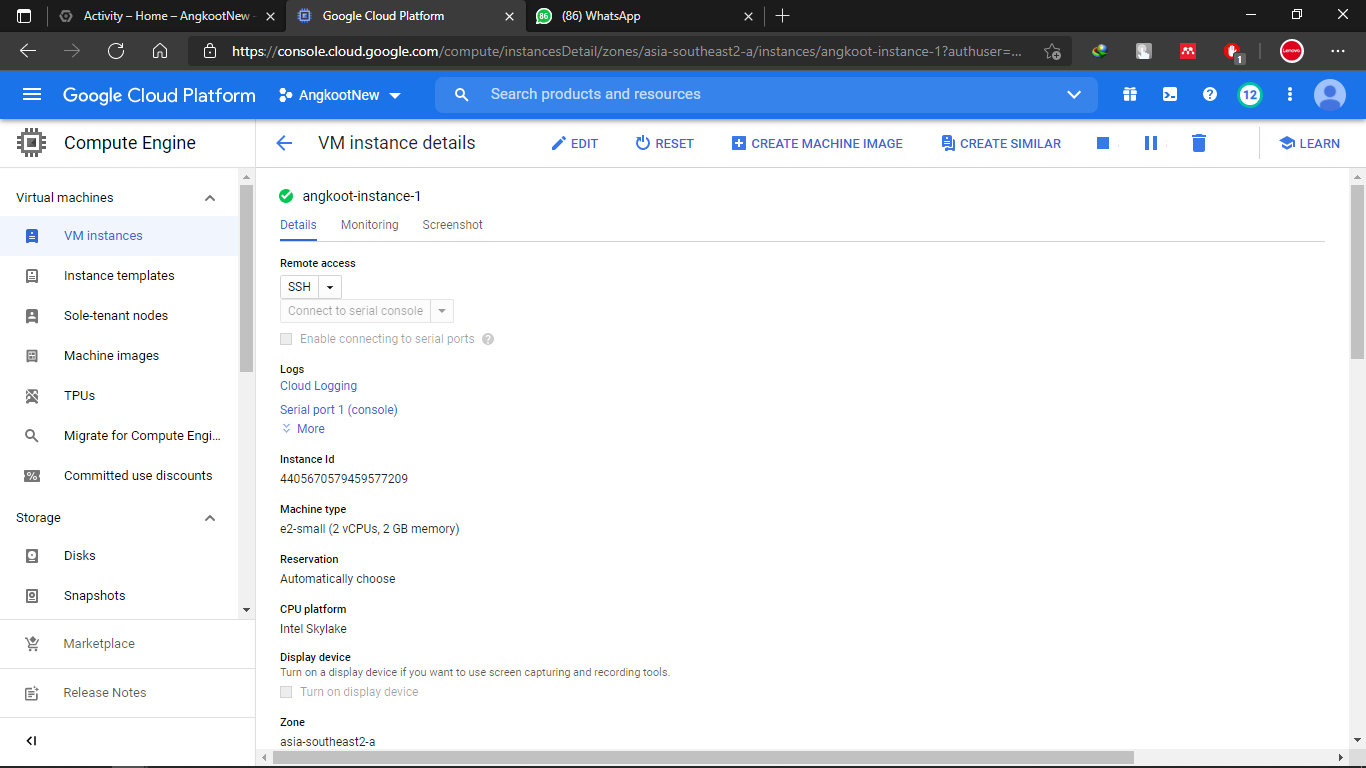 Activity – Home – AngkootNew –
Google Cloud Platform
86
(86) WhatsApp
https://console.cloud.google.com/compute/instancesDetail/zones/asia-southeast2-a/instances/angkoot-instance-1?authuser=...
1
Lenovo
Google Cloud Platform
AngkootNew
Search products and resources
12
Compute Engine
VM instance details
EDIT
RESET
CREATE MACHINE IMAGE
CREATE SIMILAR
LEARN
Virtual machines
VM instances
Instance templates
Sole-tenant nodes
Machine images
TPUs
Migrate for Compute Engi...
Committed use discounts
Storage
Disks
Snapshots
Marketplace
Release Notes
angkoot-instance-1
Details
Monitoring
Screenshot
Remote access
SSH
Connect to serial console
Enable connecting to serial ports
Logs
Cloud Logging
Serial port 1 (console)
More
Instance Id
4405670579459577209
Machine type
e2-small (2 vCPUs, 2 GB memory)
Reservation
Automatically choose
CPU platform
Intel Skylake
Display device
Turn on a display device if you want to use screen capturing and recording tools.
Turn on display device
Zone
asia-southeast2-a